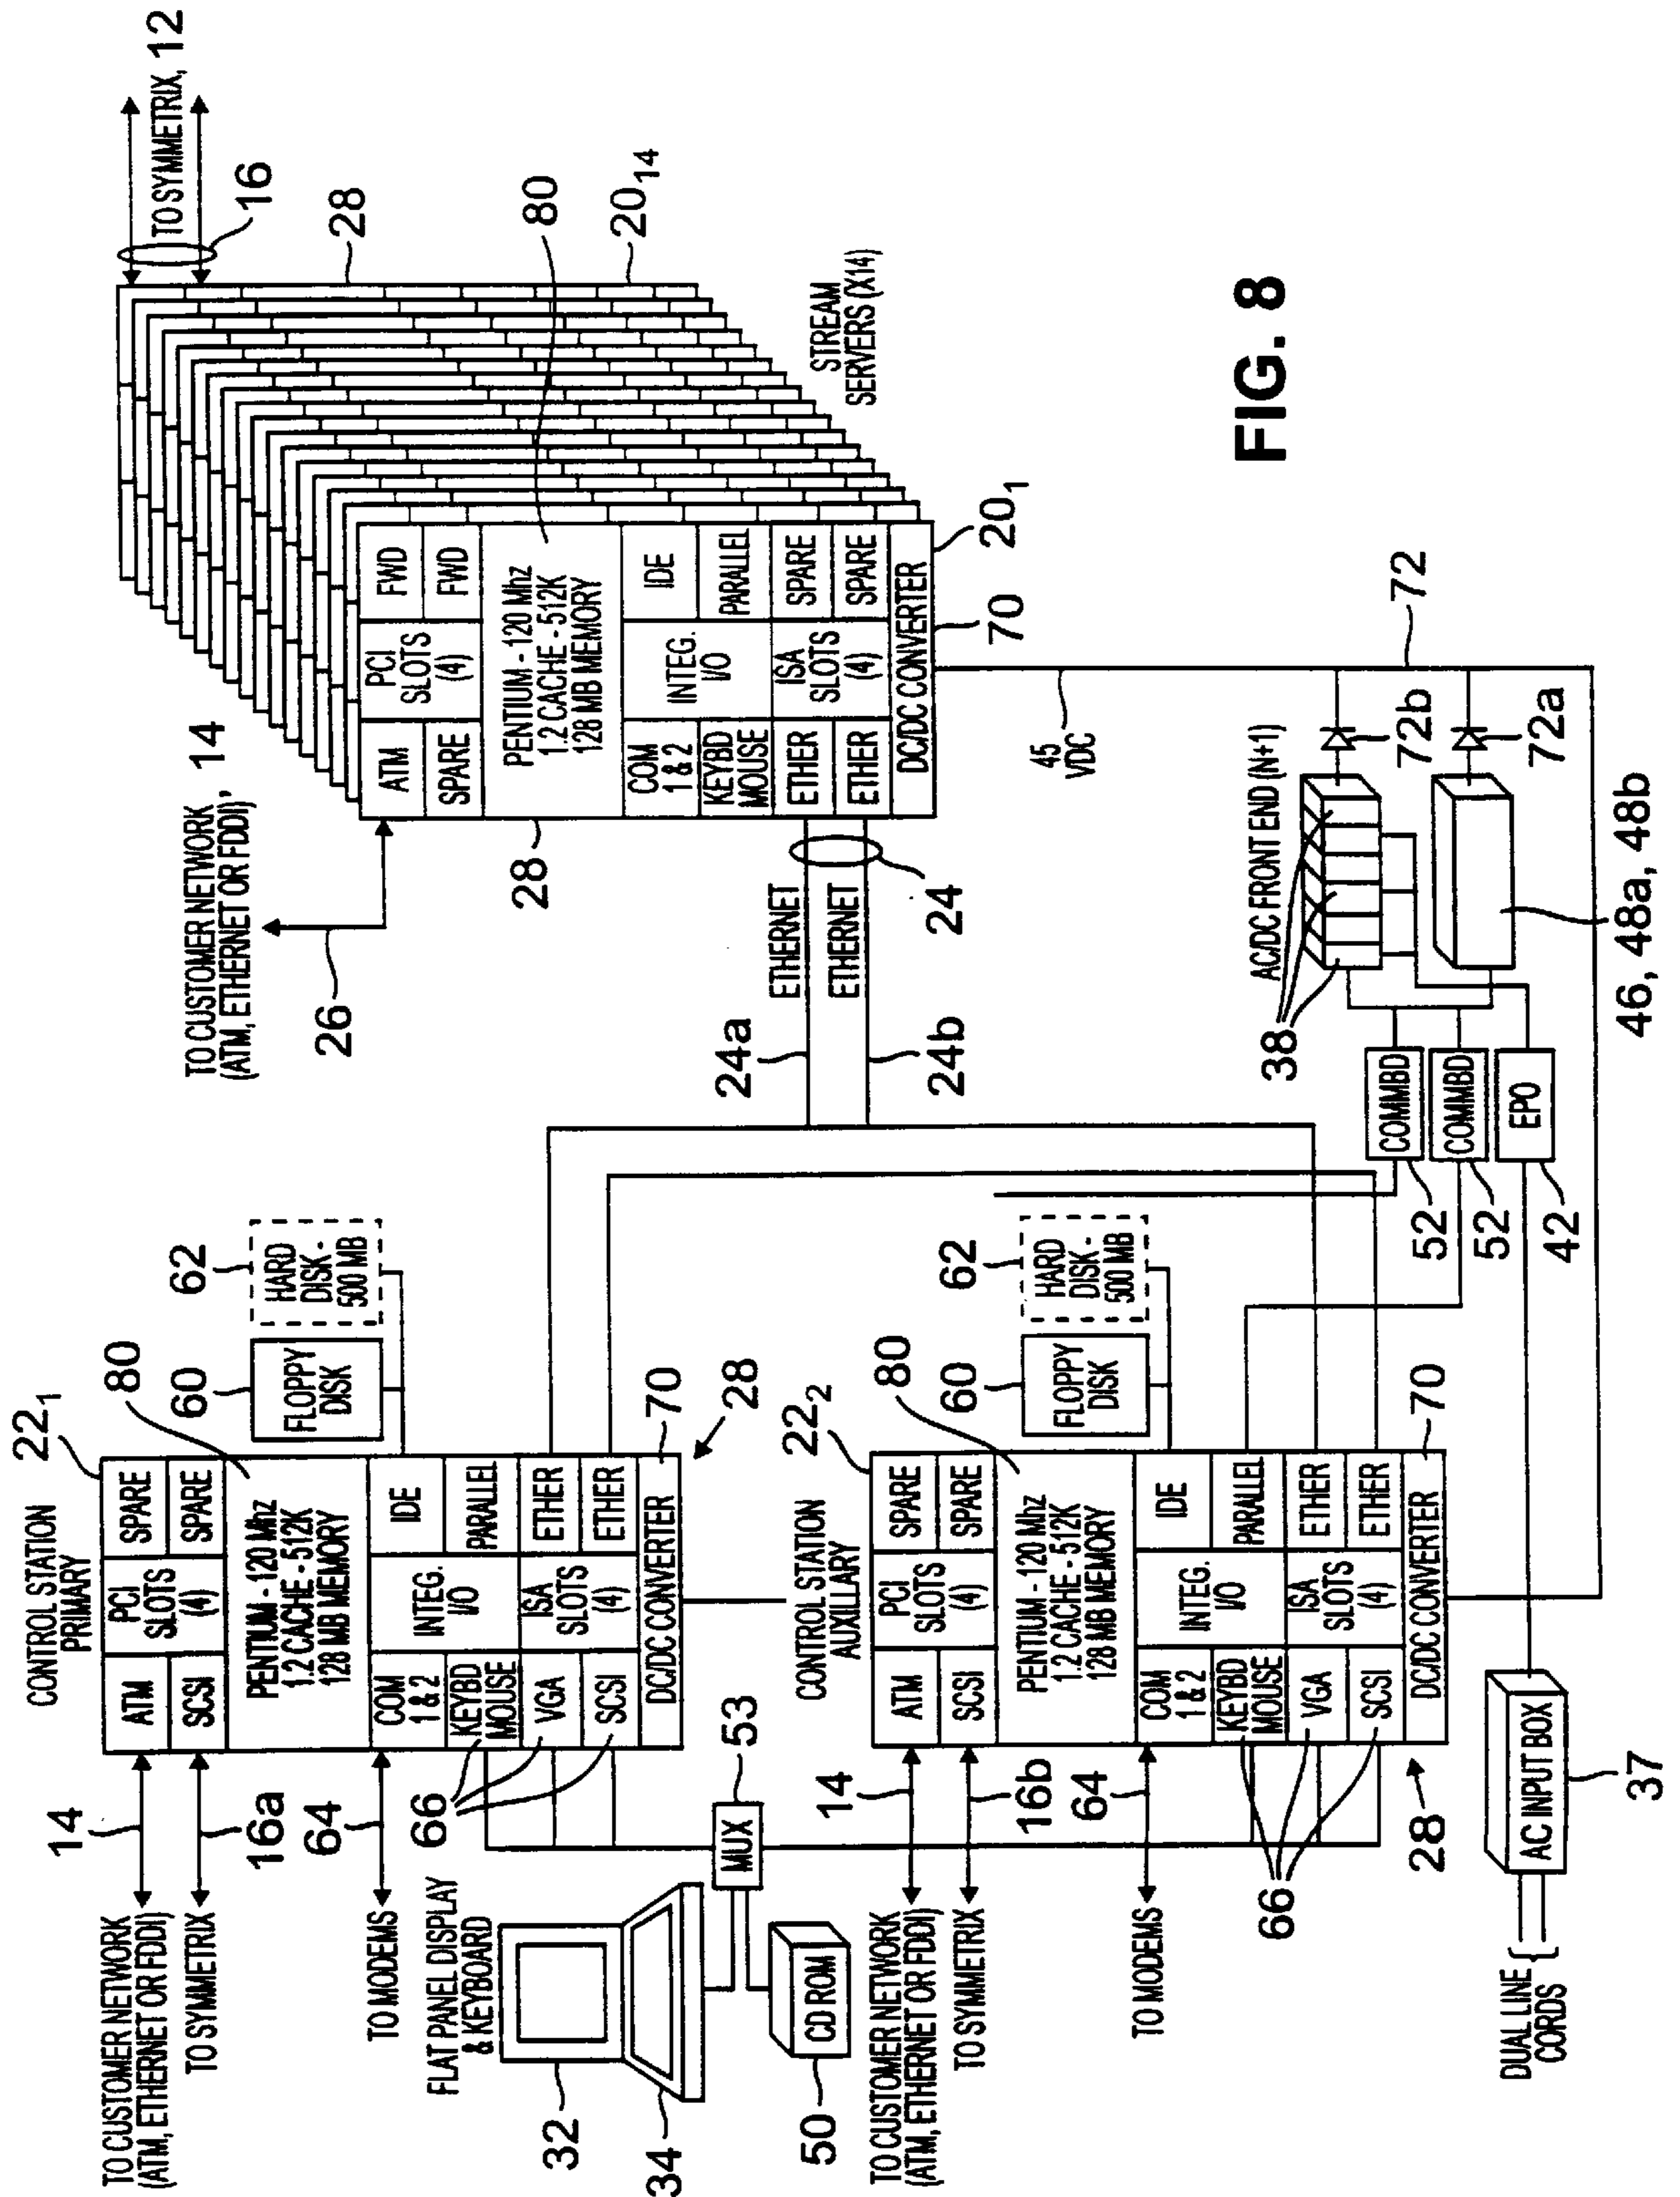 TO CUSTOMER NETWORK
(ATM, ETHERNET OR FDDI)
14
TO SYMMETRIX
16a
TO MODEMS
64
CONTROL STATION
PRIMARY
22₁
ATM
PCI
SLOTS
(4)
SPARE
SCSI
SPARE
80
PENTIUM - 120 Mhz
1.2 CACHE - 512K
128 MB MEMORY
COM
1 & 2
INTEG.
I/O
IDE
KEYBD
MOUSE
PARALLEL
VGA
ISA
SLOTS
(4)
ETHER
SCSI
ETHER
DC/DC CONVERTER
70
28
66
60
FLOPPY
DISK
62
HARD
DISK -
500 MB
FLAT PANEL DISPLAY
& KEYBOARD
32
34
MUX
53
CD ROM
50
TO CUSTOMER NETWORK
(ATM, ETHER OR FDDI)
14
TO SYMMETRIX
16b
TO MODEMS
64
CONTROL STATION
AUXILLARY
22₂
ATM
PCI
SLOTS
(4)
SPARE
SCSI
SPARE
80
PENTIUM - 120 Mhz
1.2 CACHE - 512K
128 MB MEMORY
COM
1 & 2
INTEG.
I/O
IDE
KEYBD
MOUSE
PARALLEL
VGA
ISA
SLOTS
(4)
ETHER
SCSI
ETHER
DC/DC CONVERTER
70
28
66
60
FLOPPY
DISK
62
HARD
DISK -
500 MB
DUAL LINE
CORDS
AC INPUT BOX
37
TO CUSTOMER NETWORK, 14
(ATM, ETHERNET OR FDDI)
26
TO SYMMETRIX, 12
16
28
80
20₁₄
STREAM
SERVERS (X14)
ATM
PCI
SLOTS
(4)
FWD
SPARE
FWD
PENTIUM - 120 Mhz
1.2 CACHE - 512K
128 MB MEMORY
COM
1 & 2
INTEG.
I/O
IDE
KEYBD
MOUSE
PARALLEL
ETHER
ISA
SLOTS
(4)
SPARE
ETHER
SPARE
DC/DC CONVERTER
28
70
20₁
24a
ETHERNET
24b
ETHERNET
24
45
VDC
72
AC/DC FRONT END (N+1)
38
72b
72a
46, 48a, 48b
COMMBD
52
COMMBD
52
EPO
42
FIG. 8